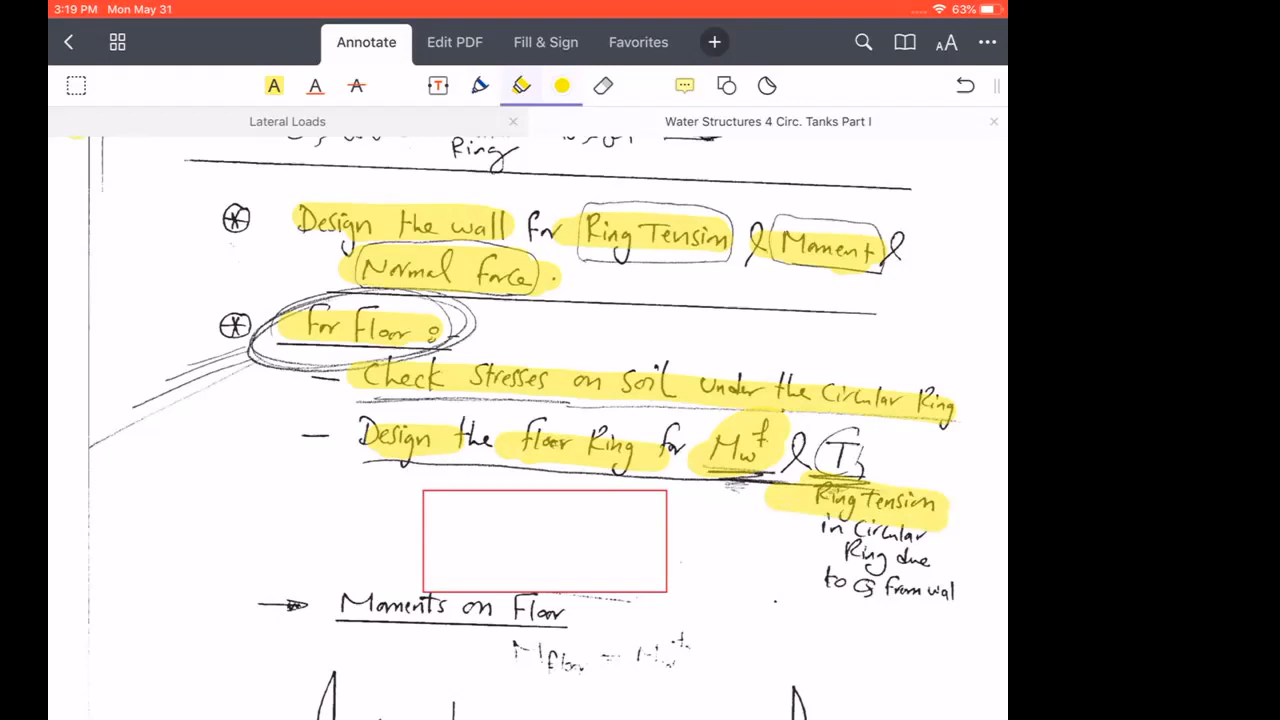 3:19 PM Mon May 31
63%
Annotate
Edit PDF
Fill & Sign
Favorites
Lateral Loads
Water Structures 4 Circ. Tanks Part I
Ring
Design the wall for Ring Tension & Moment &
Normal Force.
For Floor :-
- Check Stresses on Soil under the Circular Ring
- Design the floor Ring for Mwf & T
Ring Tension
in Circular
Ring due
to from wal
→ Moments on Floor
Mfloor =